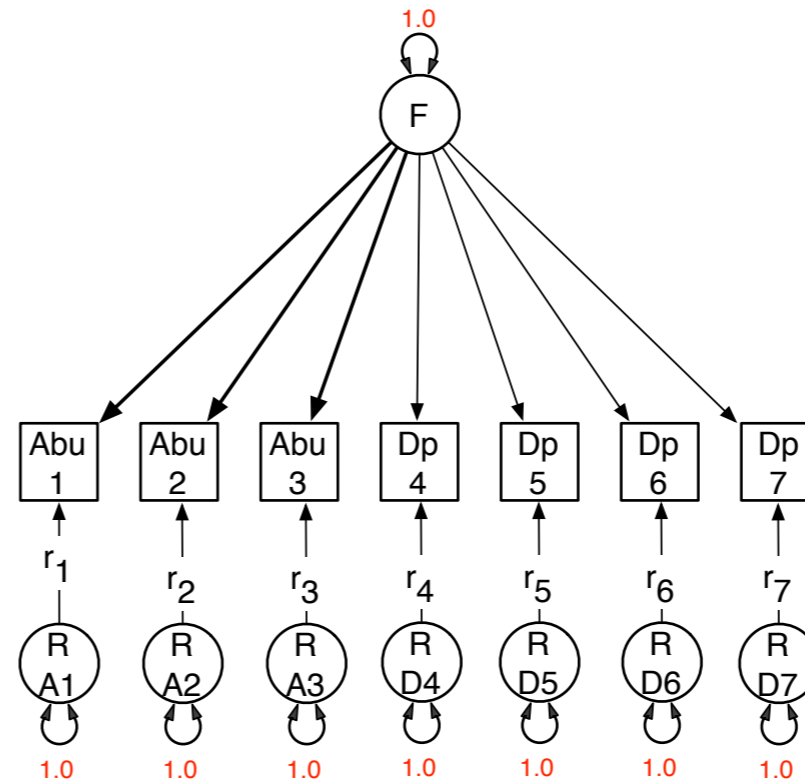 1.0
F
Abu Abu Abu Dp Dp Dp Dp
1 2 3 4 5 6 7
r1 r2 r3 r4 r5 r6 r7
R R R R R R R
A1 A2 A3 D4 D5 D6 D7
1.0 1.0 1.0 1.0 1.0 1.0 1.0